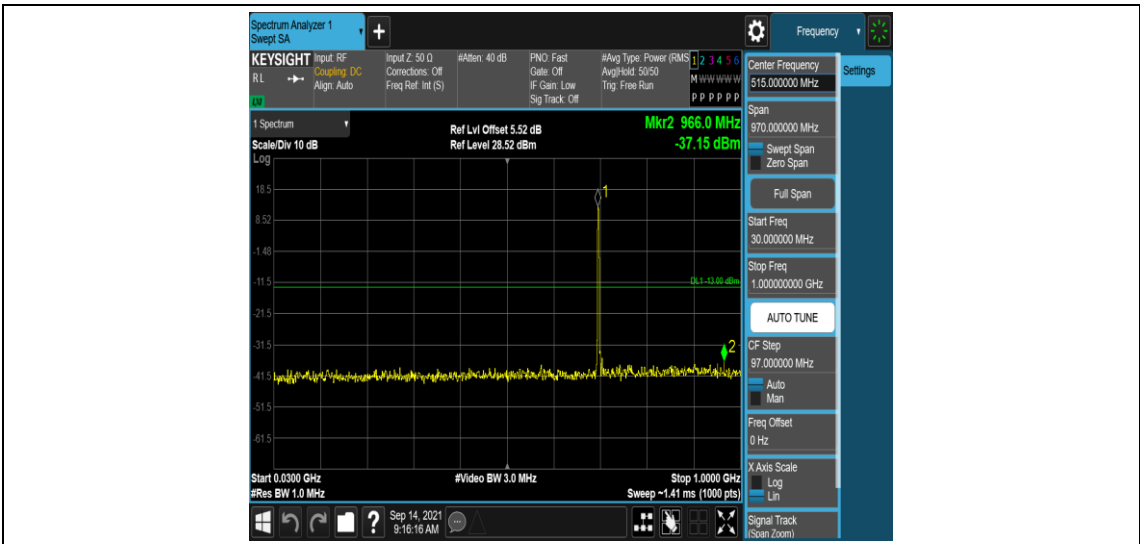 Spectrum Analyzer 1
Swept SA
+
Frequency
KEYSIGHT
RL
LXI
Input: RF
Coupling: DC
Align: Auto
Input Z: 50 Ω
Corrections: Off
Freq Ref: Int (S)
#Atten: 40 dB
PNO: Fast
Gate: Off
IF Gain: Low
Sig Track: Off
#Avg Type: Power (RMS
Avg|Hold: 50/50
Trig: Free Run
1 2 3 4 5 6
M W W W W W
P P P P P P
Center Frequency
515.000000 MHz
Settings
1 Spectrum
Scale/Div 10 dB
Log
Ref Lvl Offset 5.52 dB
Ref Level 28.52 dBm
Mkr2 966.0 MHz
-37.15 dBm
18.5
8.52
-1.48
-11.5
-21.5
-31.5
-41.5
-51.5
-61.5
1
DL1 -13.00 dBm
2
Start 0.0300 GHz
#Res BW 1.0 MHz
#Video BW 3.0 MHz
Stop 1.0000 GHz
Sweep ~1.41 ms (1000 pts)
Span
970.000000 MHz
Swept Span
Zero Span
Full Span
Start Freq
30.000000 MHz
Stop Freq
1.000000000 GHz
AUTO TUNE
CF Step
97.000000 MHz
Auto
Man
Freq Offset
0 Hz
X Axis Scale
Log
Lin
Signal Track
(Span Zoom)
?
Sep 14, 2021
9:16:16 AM